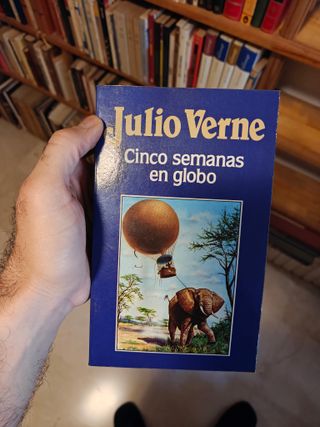 Julio Verne
Cinco semanas
en globo